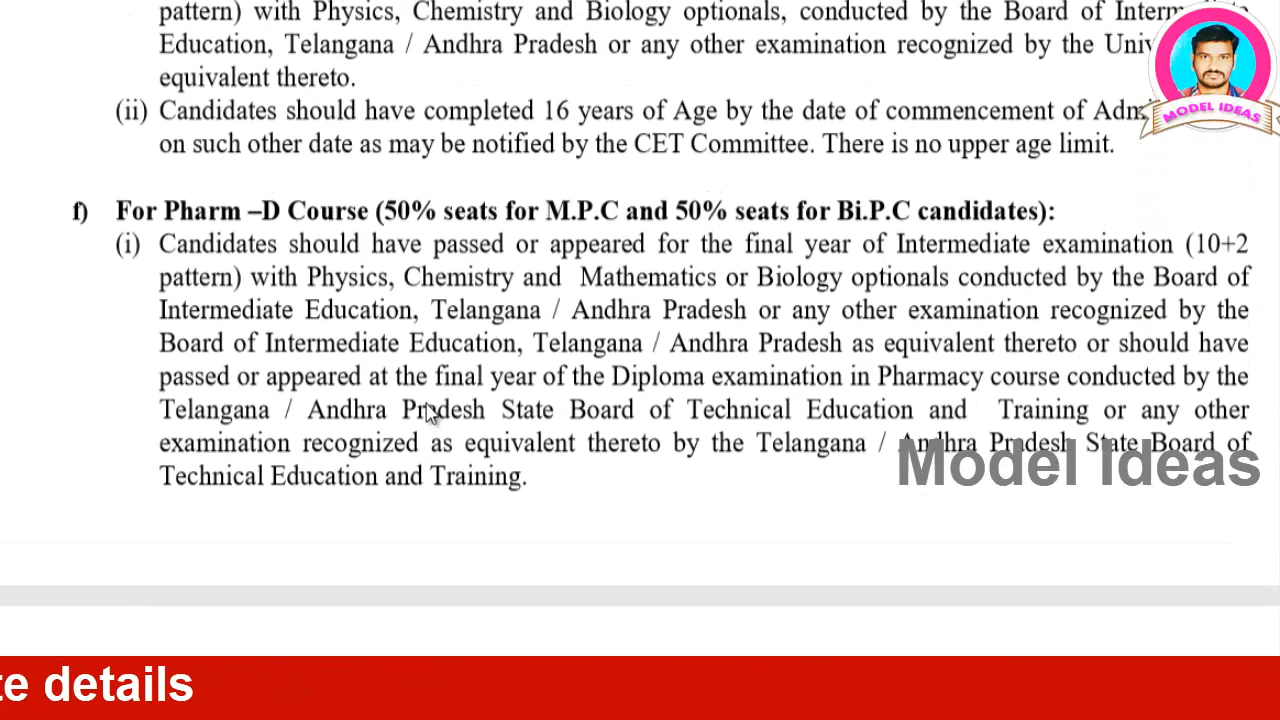 pattern) with Physics, Chemistry and Biology optionals, conducted by the Board of
Education, Telangana / Andhra Pradesh or any other examination recognized by the
equivalent thereto.
(ii) Candidates should have completed 16 years of Age by the date of commencement of
on such other date as may be notified by the CET Committee. There is no upper age limit.
MODEL IDEAS
f) For Pharm –D Course (50% seats for M.P.C and 50% seats for Bi.P.C candidates):
(i) Candidates should have passed or appeared for the final year of Intermediate examination (10+2
pattern) with Physics, Chemistry and Mathematics or Biology optionals conducted by the Board of
Intermediate Education, Telangana / Andhra Pradesh or any other examination recognized by the
Board of Intermediate Education, Telangana / Andhra Pradesh as equivalent thereto or should have
passed or appeared at the final year of the Diploma examination in Pharmacy course conducted by the
Telangana / Andhra Pradesh State Board of Technical Education and Training or any other
examination recognized as equivalent thereto by the Telangana / Andhra Pradesh State Board of
Technical Education and Training.
Model Ideas
te details